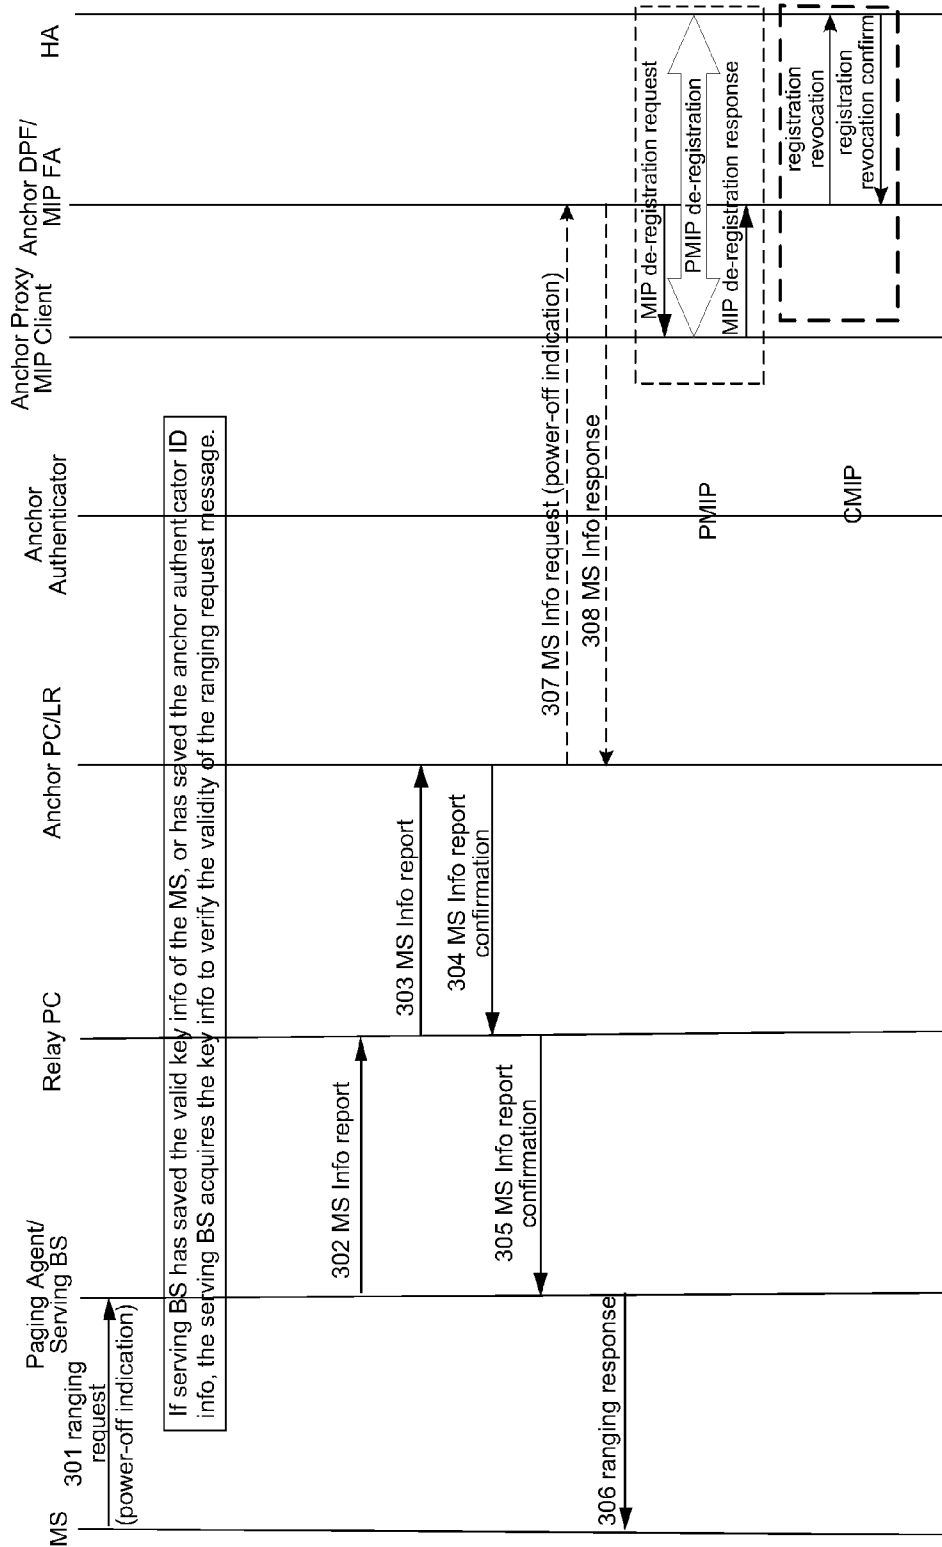 MS
Paging Agent/
Serving BS
Relay PC
Anchor PC/LR
Anchor
Authenticator
Anchor Proxy
MIP Client
Anchor DPF/
MIP FA
HA
301 ranging
request
(power-off indication)
If serving BS has saved the valid key info of the MS, or has saved the anchor authenticator ID
info, the serving BS acquires the key info to verify the validity of the ranging request message.
302 MS Info report
303 MS Info report
304 MS Info report
confirmation
305 MS Info report
confirmation
307 MS Info request (power-off indication)
308 MS Info response
306 ranging response
PMIP
MIP de-registration request
PMIP de-registration
MIP de-registration response
CMIP
registration
revocation
registration
revocation confirm